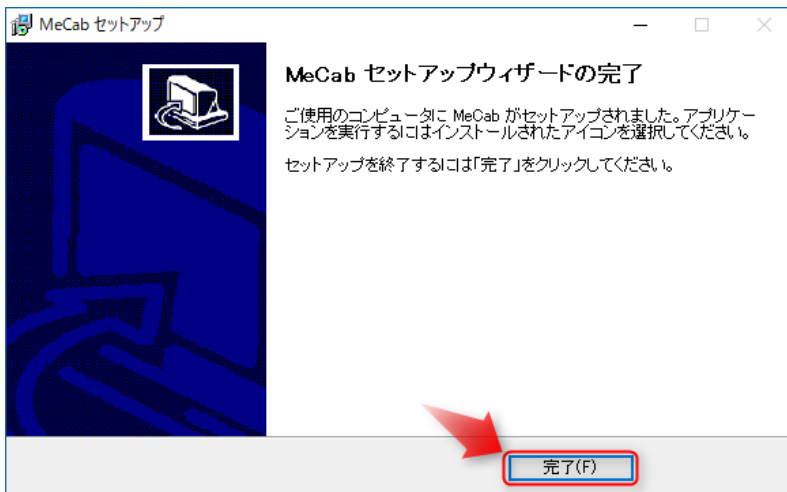 MeCab セットアップ
MeCab セットアップウィザードの完了
ご使用のコンピュータに MeCab がセットアップされました。アプリケー
ションを実行するにはインストールされたアイコンを選択してください。
セットアップを終了するには「完了」をクリックしてください。
完了(F)